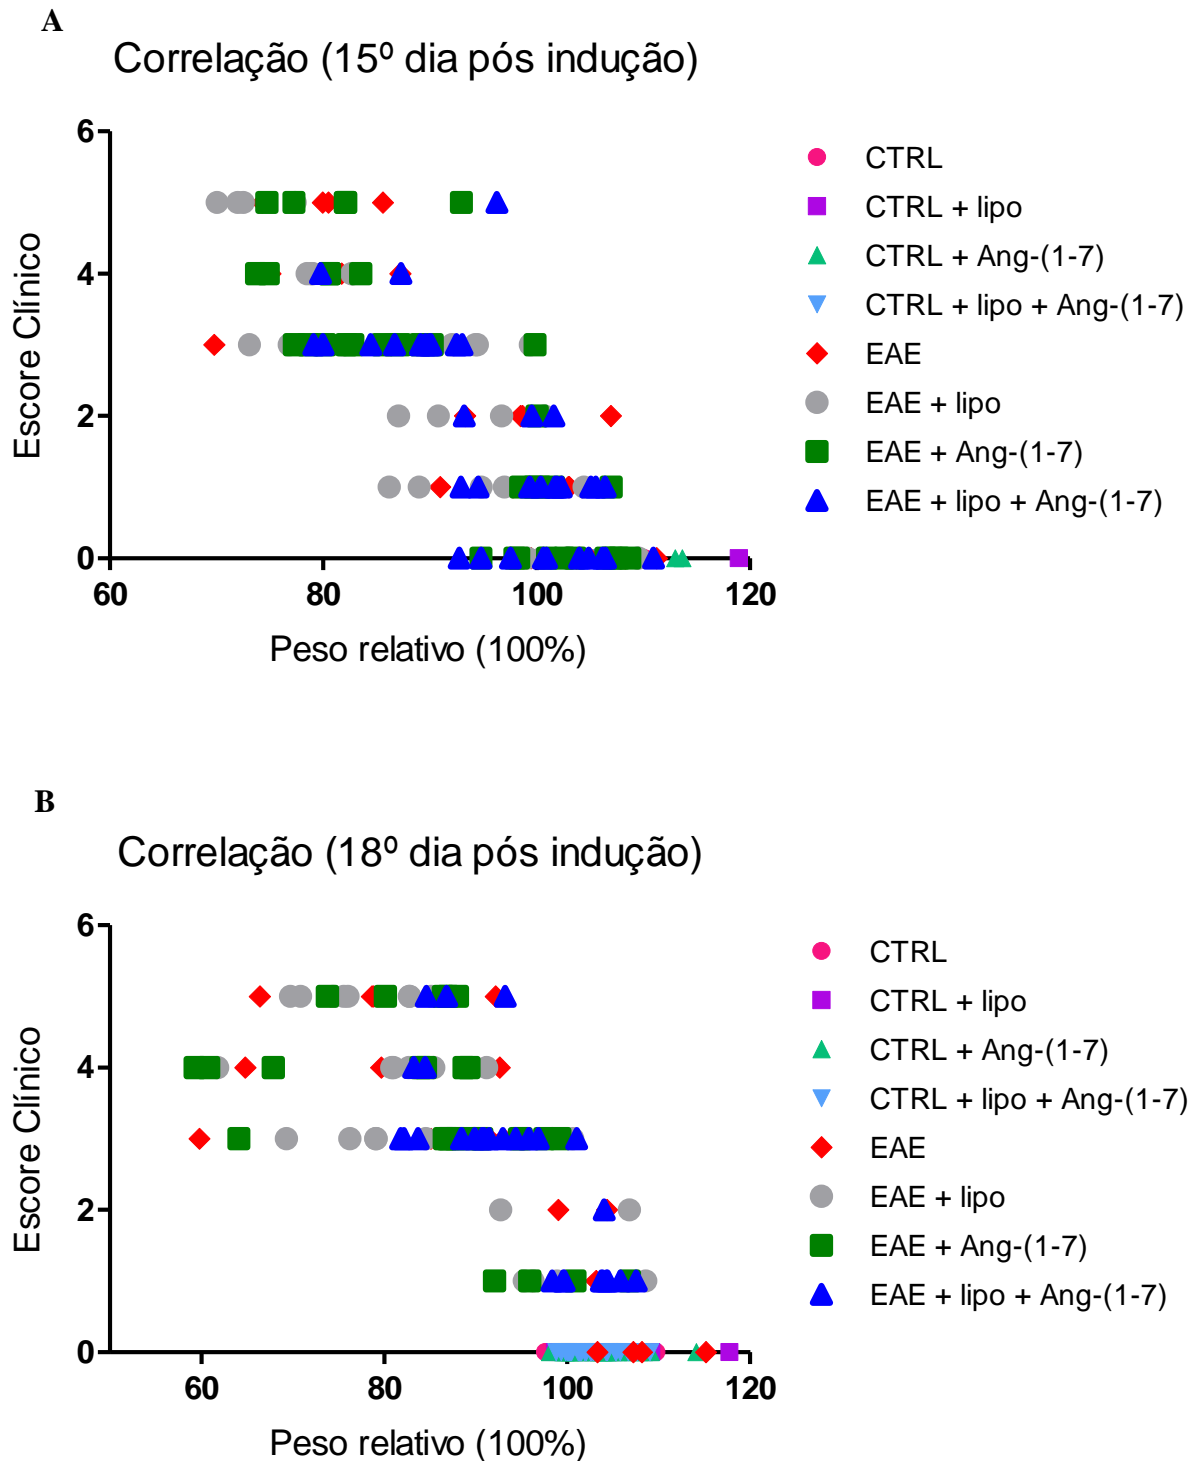 A
Correlação (15º dia pós indução)
6
4
2
0
60
80
100
120
Escore Clínico
Peso relativo (100%)
CTRL
CTRL + lipo
CTRL + Ang-(1-7)
CTRL + lipo + Ang-(1-7)
EAE
EAE + lipo
EAE + Ang-(1-7)
EAE + lipo + Ang-(1-7)
B
Correlação (18º dia pós indução)
6
4
2
0
60
80
100
120
Escore Clínico
Peso relativo (100%)
CTRL
CTRL + lipo
CTRL + Ang-(1-7)
CTRL + lipo + Ang-(1-7)
EAE
EAE + lipo
EAE + Ang-(1-7)
EAE + lipo + Ang-(1-7)